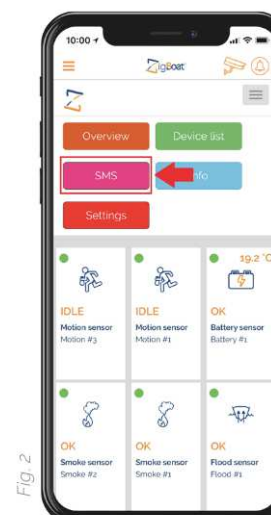 10:00
ZigBoat
Overview
Device list
SMS
nfo
Settings
19.2 °C
IDLE
IDLE
OK
Motion sensor
Motion sensor
Battery sensor
Motion #3
Motion #1
Battery #1
OK
OK
OK
Smoke sensor
Smoke sensor
Flood sensor
Smoke #2
Smoke #1
Flood #1
Fig. 2